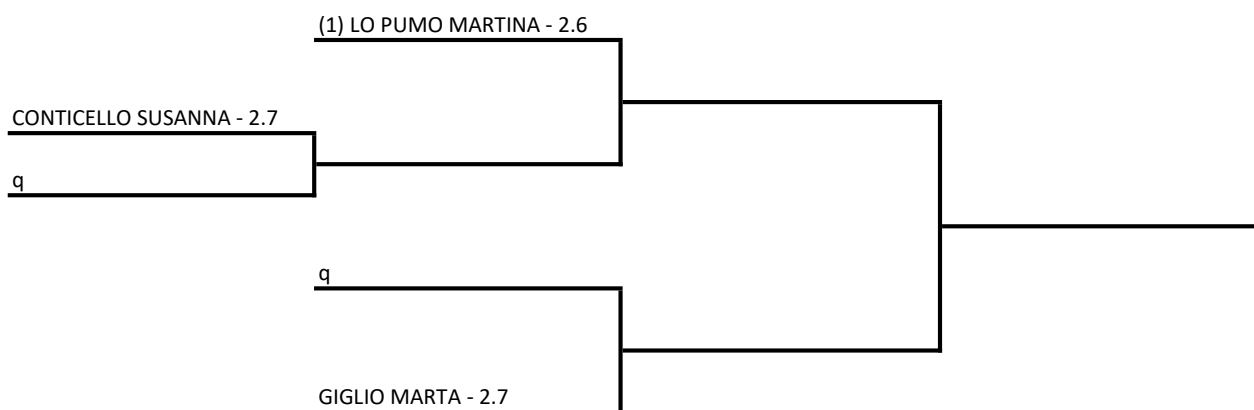 (1) LO PUMO MARTINA - 2.6
CONTICELLO SUSANNA - 2.7
q
q
GIGLIO MARTA - 2.7